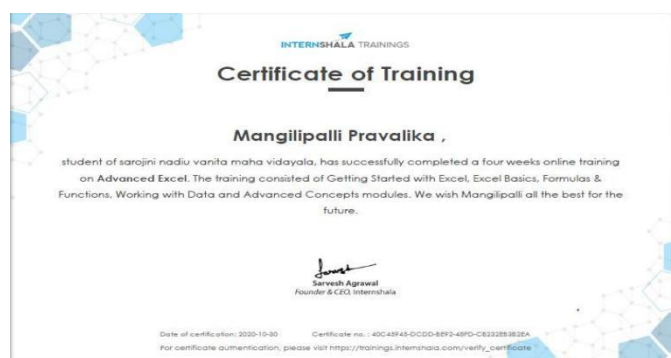 INTERNSHALA TRAININGS
Certificate of Training
Mangilipalli Pravalika ,
student of sarojini nadiu vanita maha vidayala, has successfully completed a four weeks online training
on Advanced Excel. The training consisted of Getting Started with Excel, Excel Basics, Formulas &
Functions, Working with Data and Advanced Concepts modules. We wish Mangilipalli all the best for the
future.
Sarvesh Agrawal
Founder & CEO, Internshala
Date of certification: 2020-10-30 Certificate no. :
For certificate authentication, please visit https://trainings.internshala.com/verify_certificate